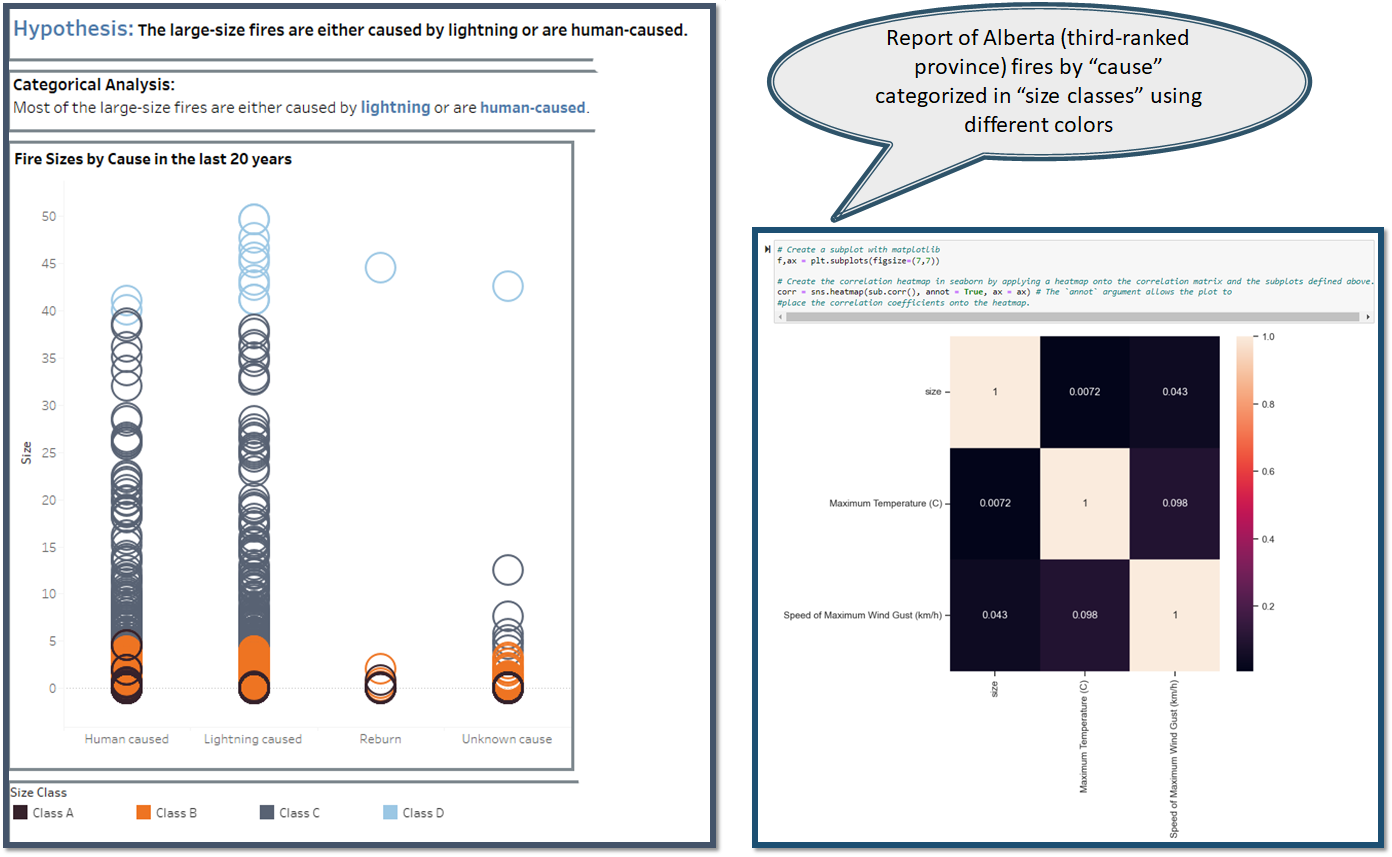 Hypothesis: The large-size fires are either caused by lightning or are human-caused.
Categorical Analysis:
Most of the large-size fires are either caused by lightning or are human-caused.
Fire Sizes by Cause in the last 20 years
50
45
40
35
30
25
20
15
10
5
0
Size
Human caused
Lightning caused
Reburn
Unknown cause
Size Class
Class A
Class B
Class C
Class D
Report of Alberta (third-ranked
province) fires by “cause”
categorized in “size classes” using
different colors
# Create a subplot with matplotlib
f,ax = plt.subplots(figsize=(7,7))
# Create the correlation heatmap in seaborn by applying a heatmap onto the correlation matrix and the subplots defined above.
corr = sns.heatmap(sub.corr(), annot = True, ax = ax) # The `annot` argument allows the plot to
#place the correlation coefficients onto the heatmap.
size
1
0.0072
0.043
Maximum Temperature (C)
0.0072
1
0.098
Speed of Maximum Wind Gust (km/h)
0.043
0.098
1
size
Maximum Temperature (C)
Speed of Maximum Wind Gust (km/h)
1.0
0.8
0.6
0.4
0.2